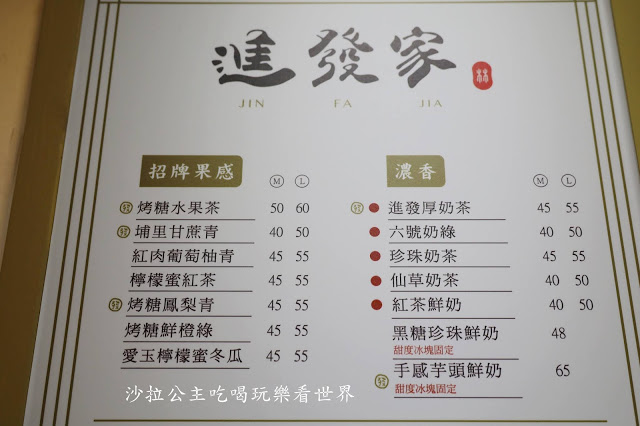 進發家
林
JIN FA JIA
招牌果感 M L
發 烤糖水果茶 50 60
發 埔里甘蔗青 40 50
紅肉葡萄柚青 45 55
檸檬蜜紅茶 45 55
發 烤糖鳳梨青 45 55
烤糖鮮橙綠 45 55
愛玉檸檬蜜冬瓜 45 55
濃香 M L
發 進發厚奶茶 45 55
六號奶綠 40 50
珍珠奶茶 45 55
仙草奶茶 40 50
紅茶鮮奶 40 50
黑糖珍珠鮮奶 48
甜度冰塊固定
發 手感芋頭鮮奶 65
甜度冰塊固定
沙拉公主吃喝玩樂看世界